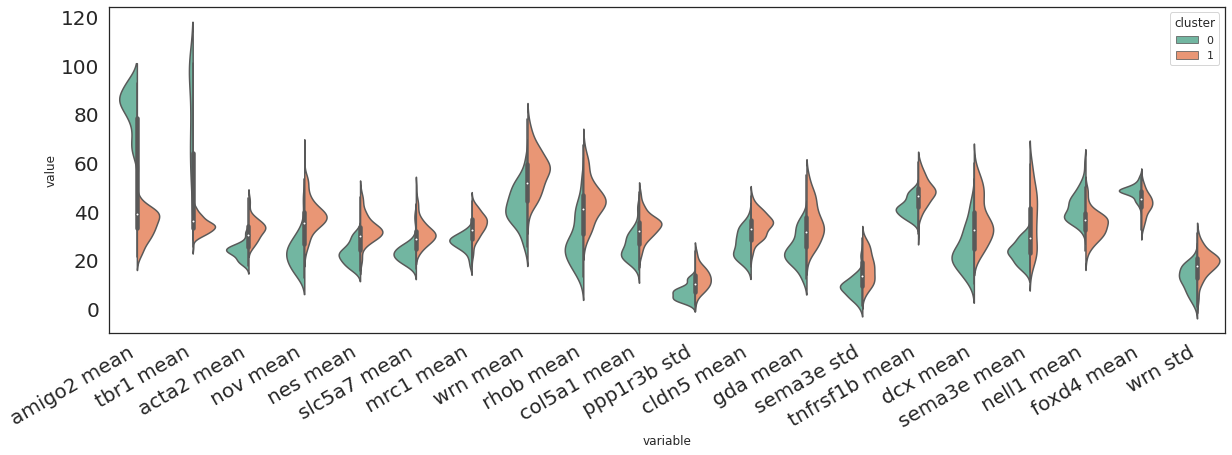 120
100
80
60
40
20
0
value
cluster
0
1
amigo2 mean
tbr1 mean
acta2 mean
nov mean
nes mean
slc5a7 mean
mrc1 mean
wrn mean
rhob mean
col5a1 mean
ppp1r3b std
cldn5 mean
gda mean
sema3e std
tnfrsf1b mean
dcx mean
sema3e mean
nell1 mean
foxd4 mean
wrn std
variable